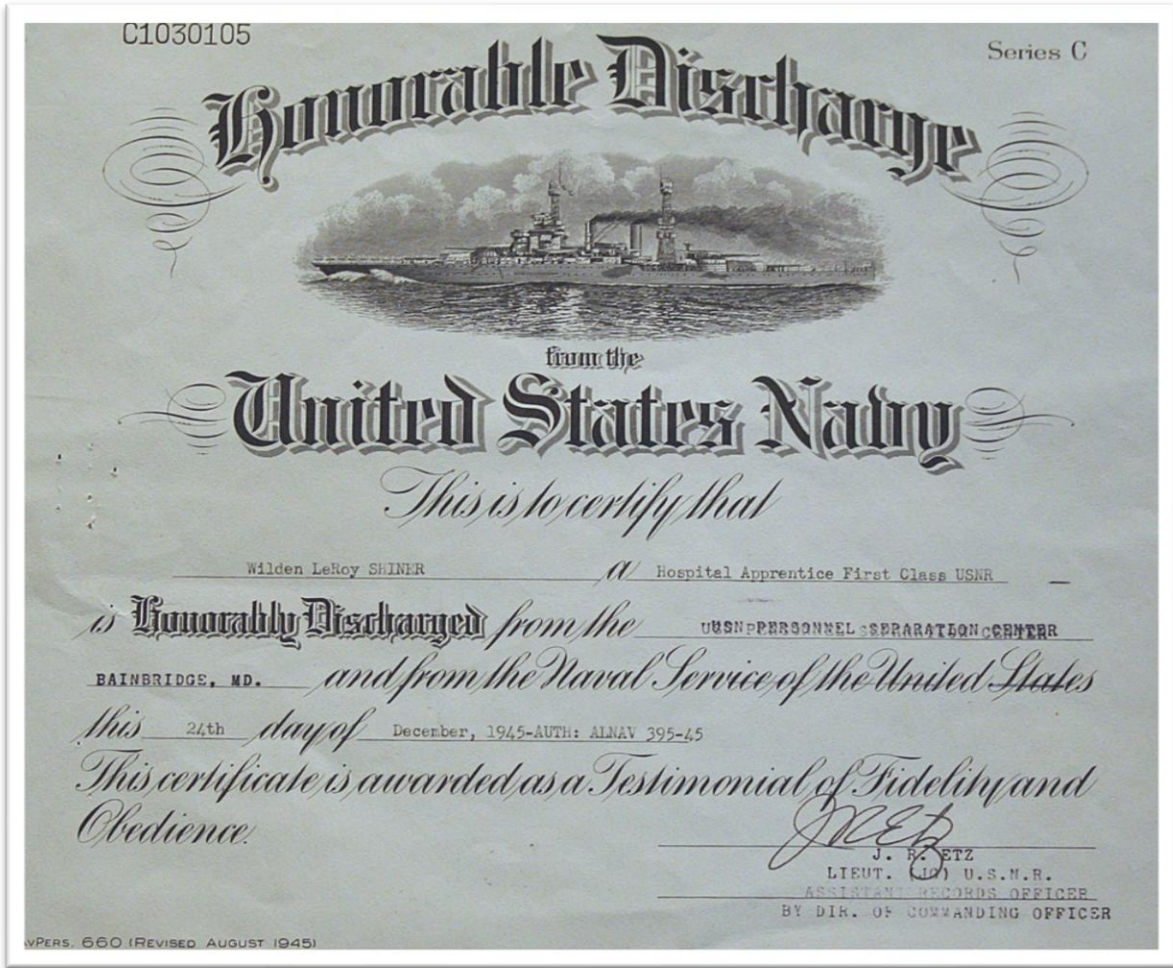 C1030105
Series C
Honorable Discharge
from the
United States Navy
This is to certify that
Wilden LeRoy SHINER a Hospital Apprentice First Class USNR
is Honorably Discharged from the USN PERSONNEL SEPARATION CENTER
BAINBRIDGE, MD. and from the Naval Service of the United States
this 24th day of December, 1945-AUTH: ALNAV 395-45
This certificate is awarded as a Testimonial of Fidelity and
Obedience.
J R Etz
J. R. ETZ
LIEUT. (JG) U.S.N.R.
ASSISTANT RECORDS OFFICER
BY DIR. OF COMMANDING OFFICER
vPERS. 660 (REVISED AUGUST 1945)